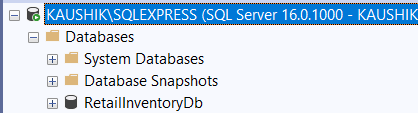 KAUSHIK\SQLEXPRESS (SQL Server 16.0.1000 - KAUSHIK
Databases
System Databases
Database Snapshots
RetailInventoryDb